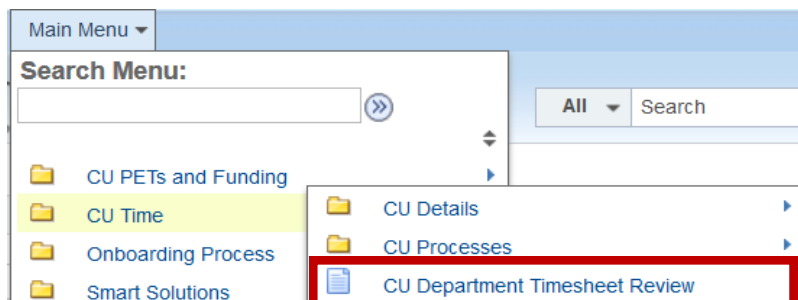 Main Menu
Search Menu:
All Search
CU PETs and Funding
CU Time
Onboarding Process
Smart Solutions
CU Details
CU Processes
CU Department Timesheet Review